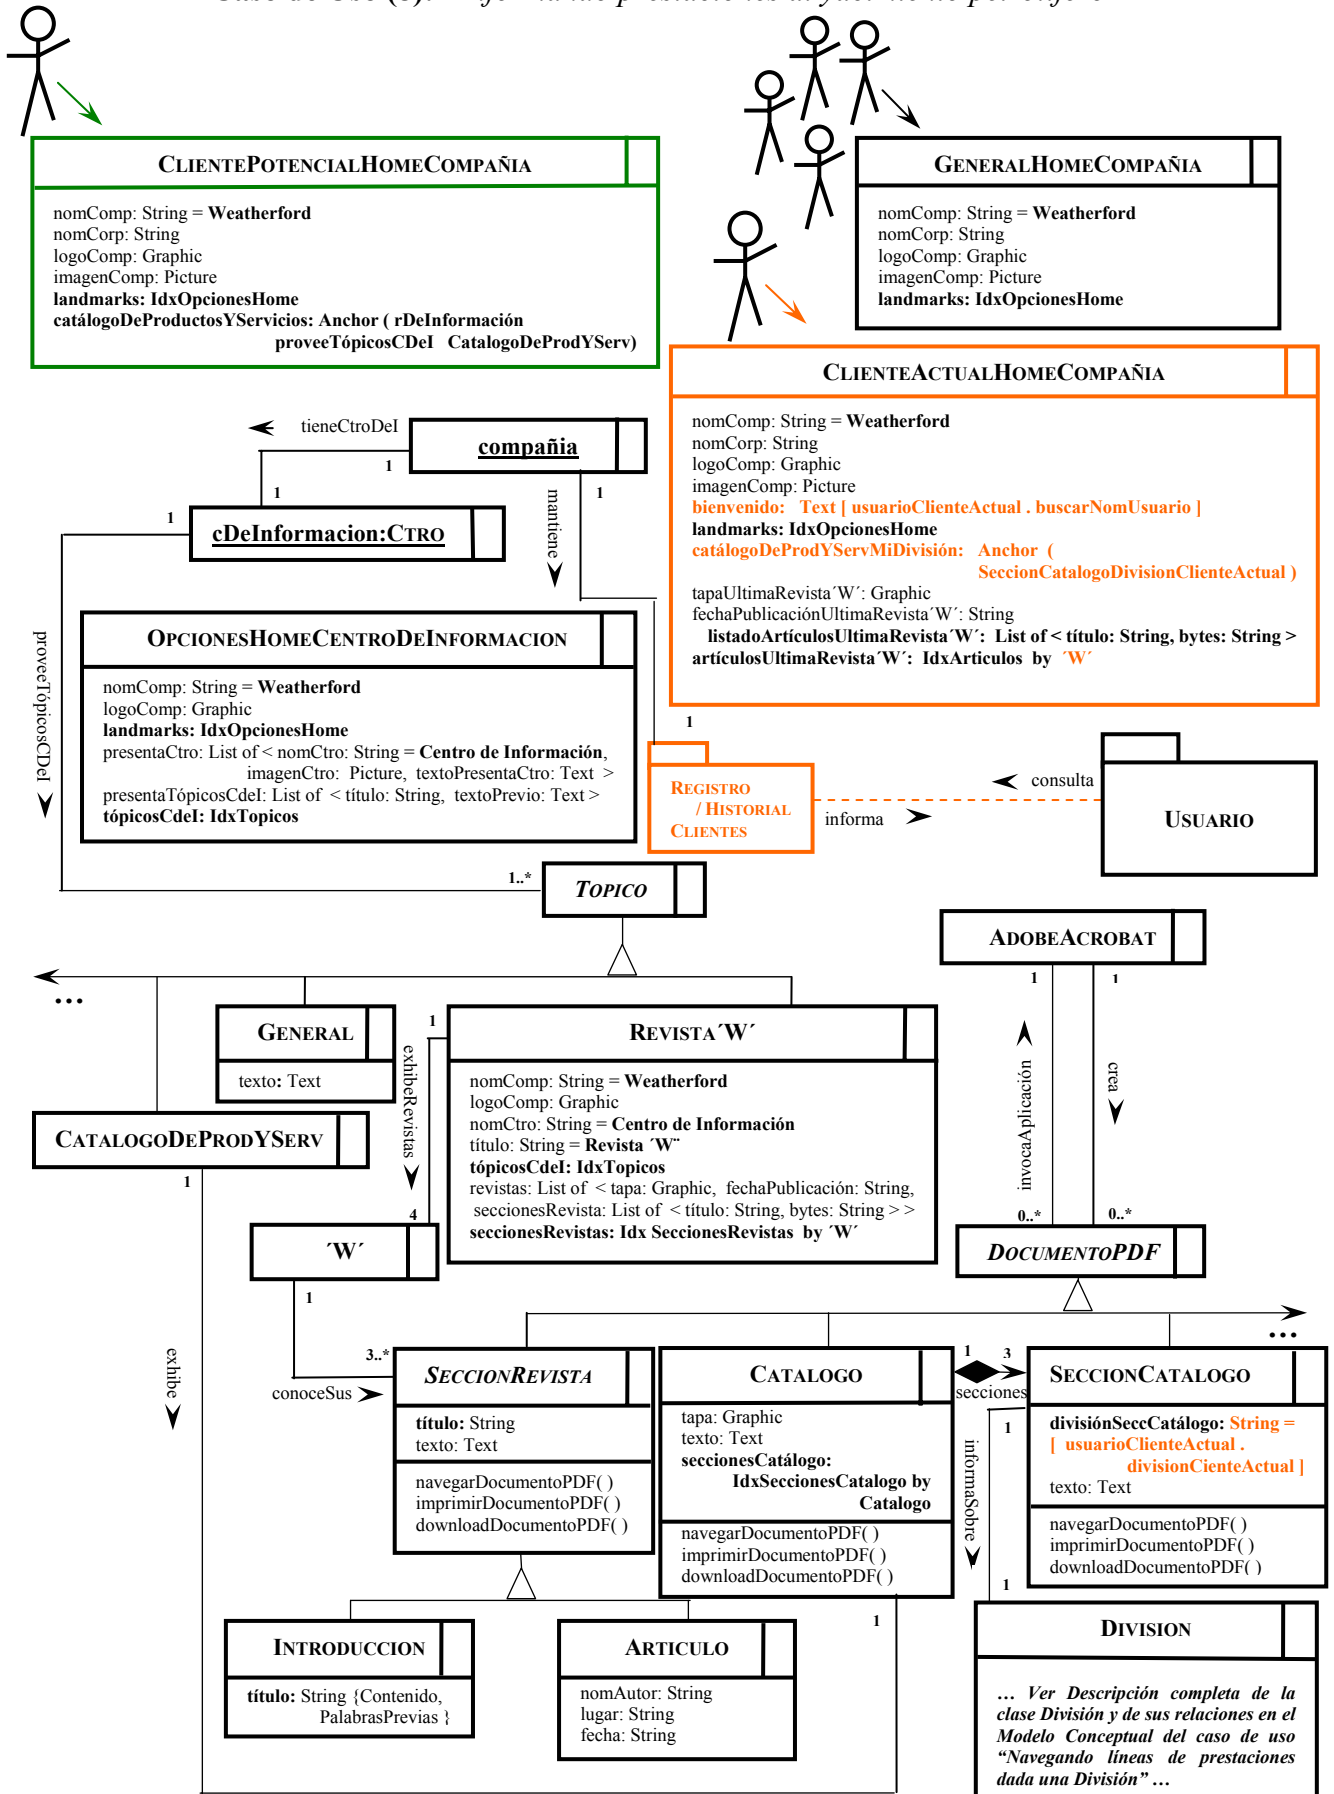 CLIENTEPOTENCIALHOMECOMPAÑIA
nomComp: String = Weatherford
nomCorp: String
logoComp: Graphic
imagenComp: Picture
landmarks: IdxOpcionesHome
catálogoDeProductosYServicios: Anchor ( rDeInformación
proveeTópicosCDeI CatalogoDeProdYServ)
GENERALHOMECOMPAÑIA
nomComp: String = Weatherford
nomCorp: String
logoComp: Graphic
imagenComp: Picture
landmarks: IdxOpcionesHome
CLIENTEACTUALHOMECOMPAÑIA
nomComp: String = Weatherford
nomCorp: String
logoComp: Graphic
imagenComp: Picture
bienvenido: Text [ usuarioClienteActual . buscarNomUsuario ]
landmarks: IdxOpcionesHome
catálogoDeProdYServMiDivisión: Anchor (
SeccionCatalogoDivisionClienteActual )
tapaUltimaRevista´W´: Graphic
fechaPublicaciónUltimaRevista´W´: String
listadoArtículosUltimaRevista´W´: List of < título: String, bytes: String >
artículosUltimaRevista´W´: IdxArticulos by ´W´
tieneCtroDeI
compañia
1
1
1
1
cDeInformacion:CTRO
mantiene
proveeTópicosCDeI
OPCIONESHOMECENTRODEINFORMACION
nomComp: String = Weatherford
logoComp: Graphic
landmarks: IdxOpcionesHome
presentaCtro: List of < nomCtro: String = Centro de Información,
imagenCtro: Picture, textoPresentaCtro: Text >
presentaTópicosCdeI: List of < título: String, textoPrevio: Text >
tópicosCdeI: IdxTopicos
1
REGISTRO
/ HISTORIAL
CLIENTES
consulta
informa
USUARIO
1..*
TOPICO
ADOBEACROBAT
1
1
...
GENERAL
texto: Text
1
exhibeRevistas
REVISTA´W´
nomComp: String = Weatherford
logoComp: Graphic
nomCtro: String = Centro de Información
título: String = Revista ´W¨
tópicosCdeI: IdxTopicos
revistas: List of < tapa: Graphic, fechaPublicación: String,
seccionesRevista: List of < título: String, bytes: String > >
seccionesRevistas: Idx SeccionesRevistas by ´W´
invocaAplicación
crea
CATALOGODEPRODYSERV
1
4
´W´
1
0..*
0..*
DOCUMENTOPDF
...
exhibe
3..*
conoceSus
SECCIONREVISTA
título: String
texto: Text
navegarDocumentoPDF( )
imprimirDocumentoPDF( )
downloadDocumentoPDF( )
CATALOGO
tapa: Graphic
texto: Text
seccionesCatálogo:
IdxSeccionesCatalogo by
Catalogo
navegarDocumentoPDF( )
imprimirDocumentoPDF( )
downloadDocumentoPDF( )
1
3
secciones
SECCIONCATALOGO
divisiónSeccCatálogo: String =
[ usuarioClienteActual .
divisionCienteActual ]
texto: Text
navegarDocumentoPDF( )
imprimirDocumentoPDF( )
downloadDocumentoPDF( )
1
informaSobre
1
1
INTRODUCCION
título: String {Contenido,
PalabrasPrevias }
ARTICULO
nomAutor: String
lugar: String
fecha: String
DIVISION
… Ver Descripción completa de la
clase División y de sus relaciones en el
Modelo Conceptual del caso de uso
“Navegando líneas de prestaciones
dada una División” …